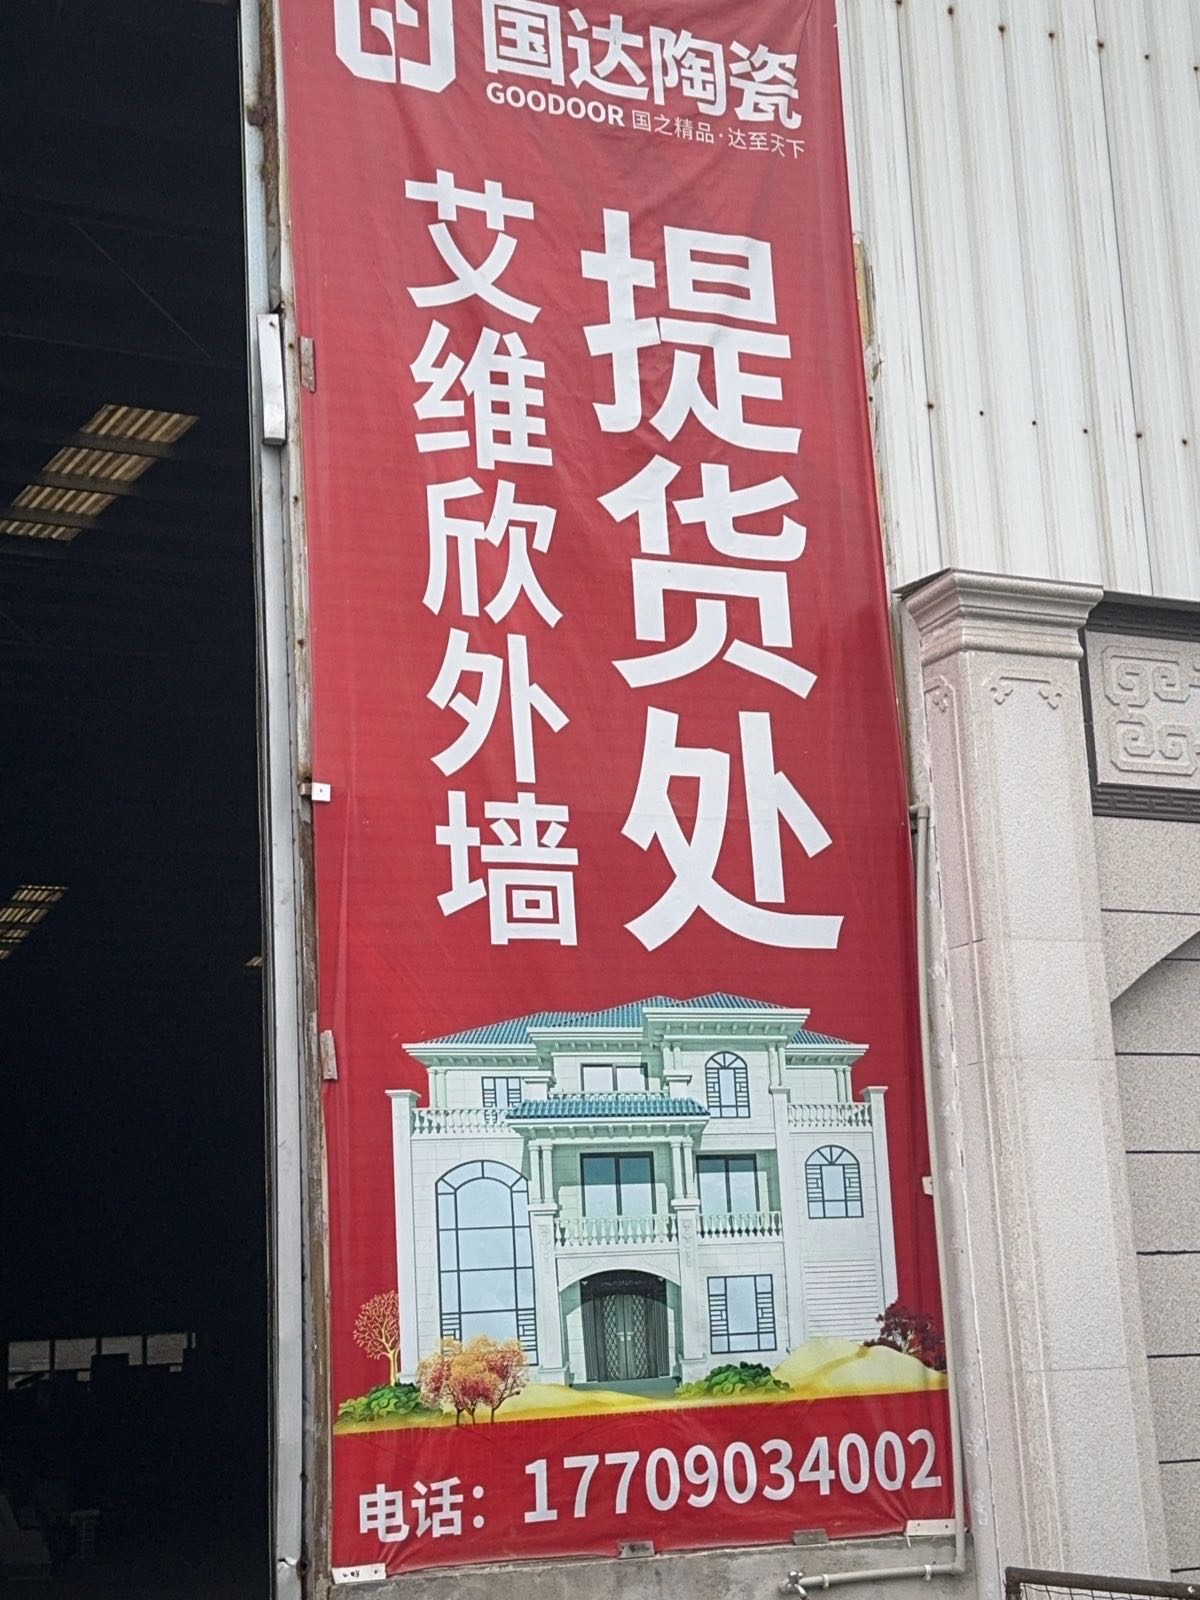 国达陶瓷
GOODOOR 国之精品·达至天下
提货处
艾维欣外墙
电话：17709034002